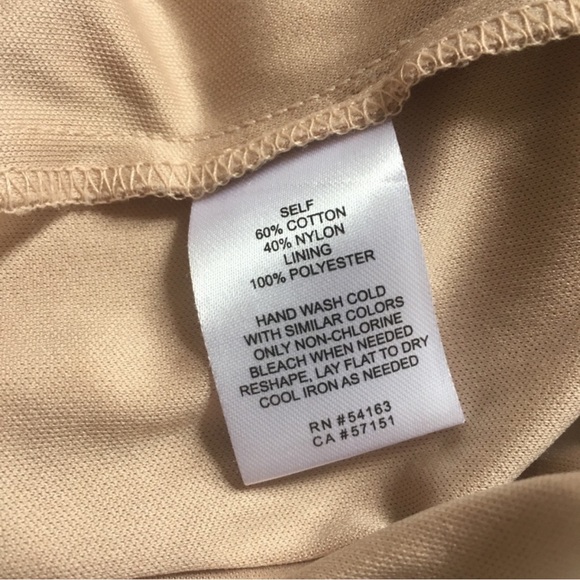 SELF
60% COTTON
40% NYLON
LINING
100% POLYESTER
HAND WASH COLD
WITH SIMILAR COLORS
ONLY NON-CHLORINE
BLEACH WHEN NEEDED
RESHAPE, LAY FLAT TO DRY
COOL IRON AS NEEDED
RN #54163
CA #57151